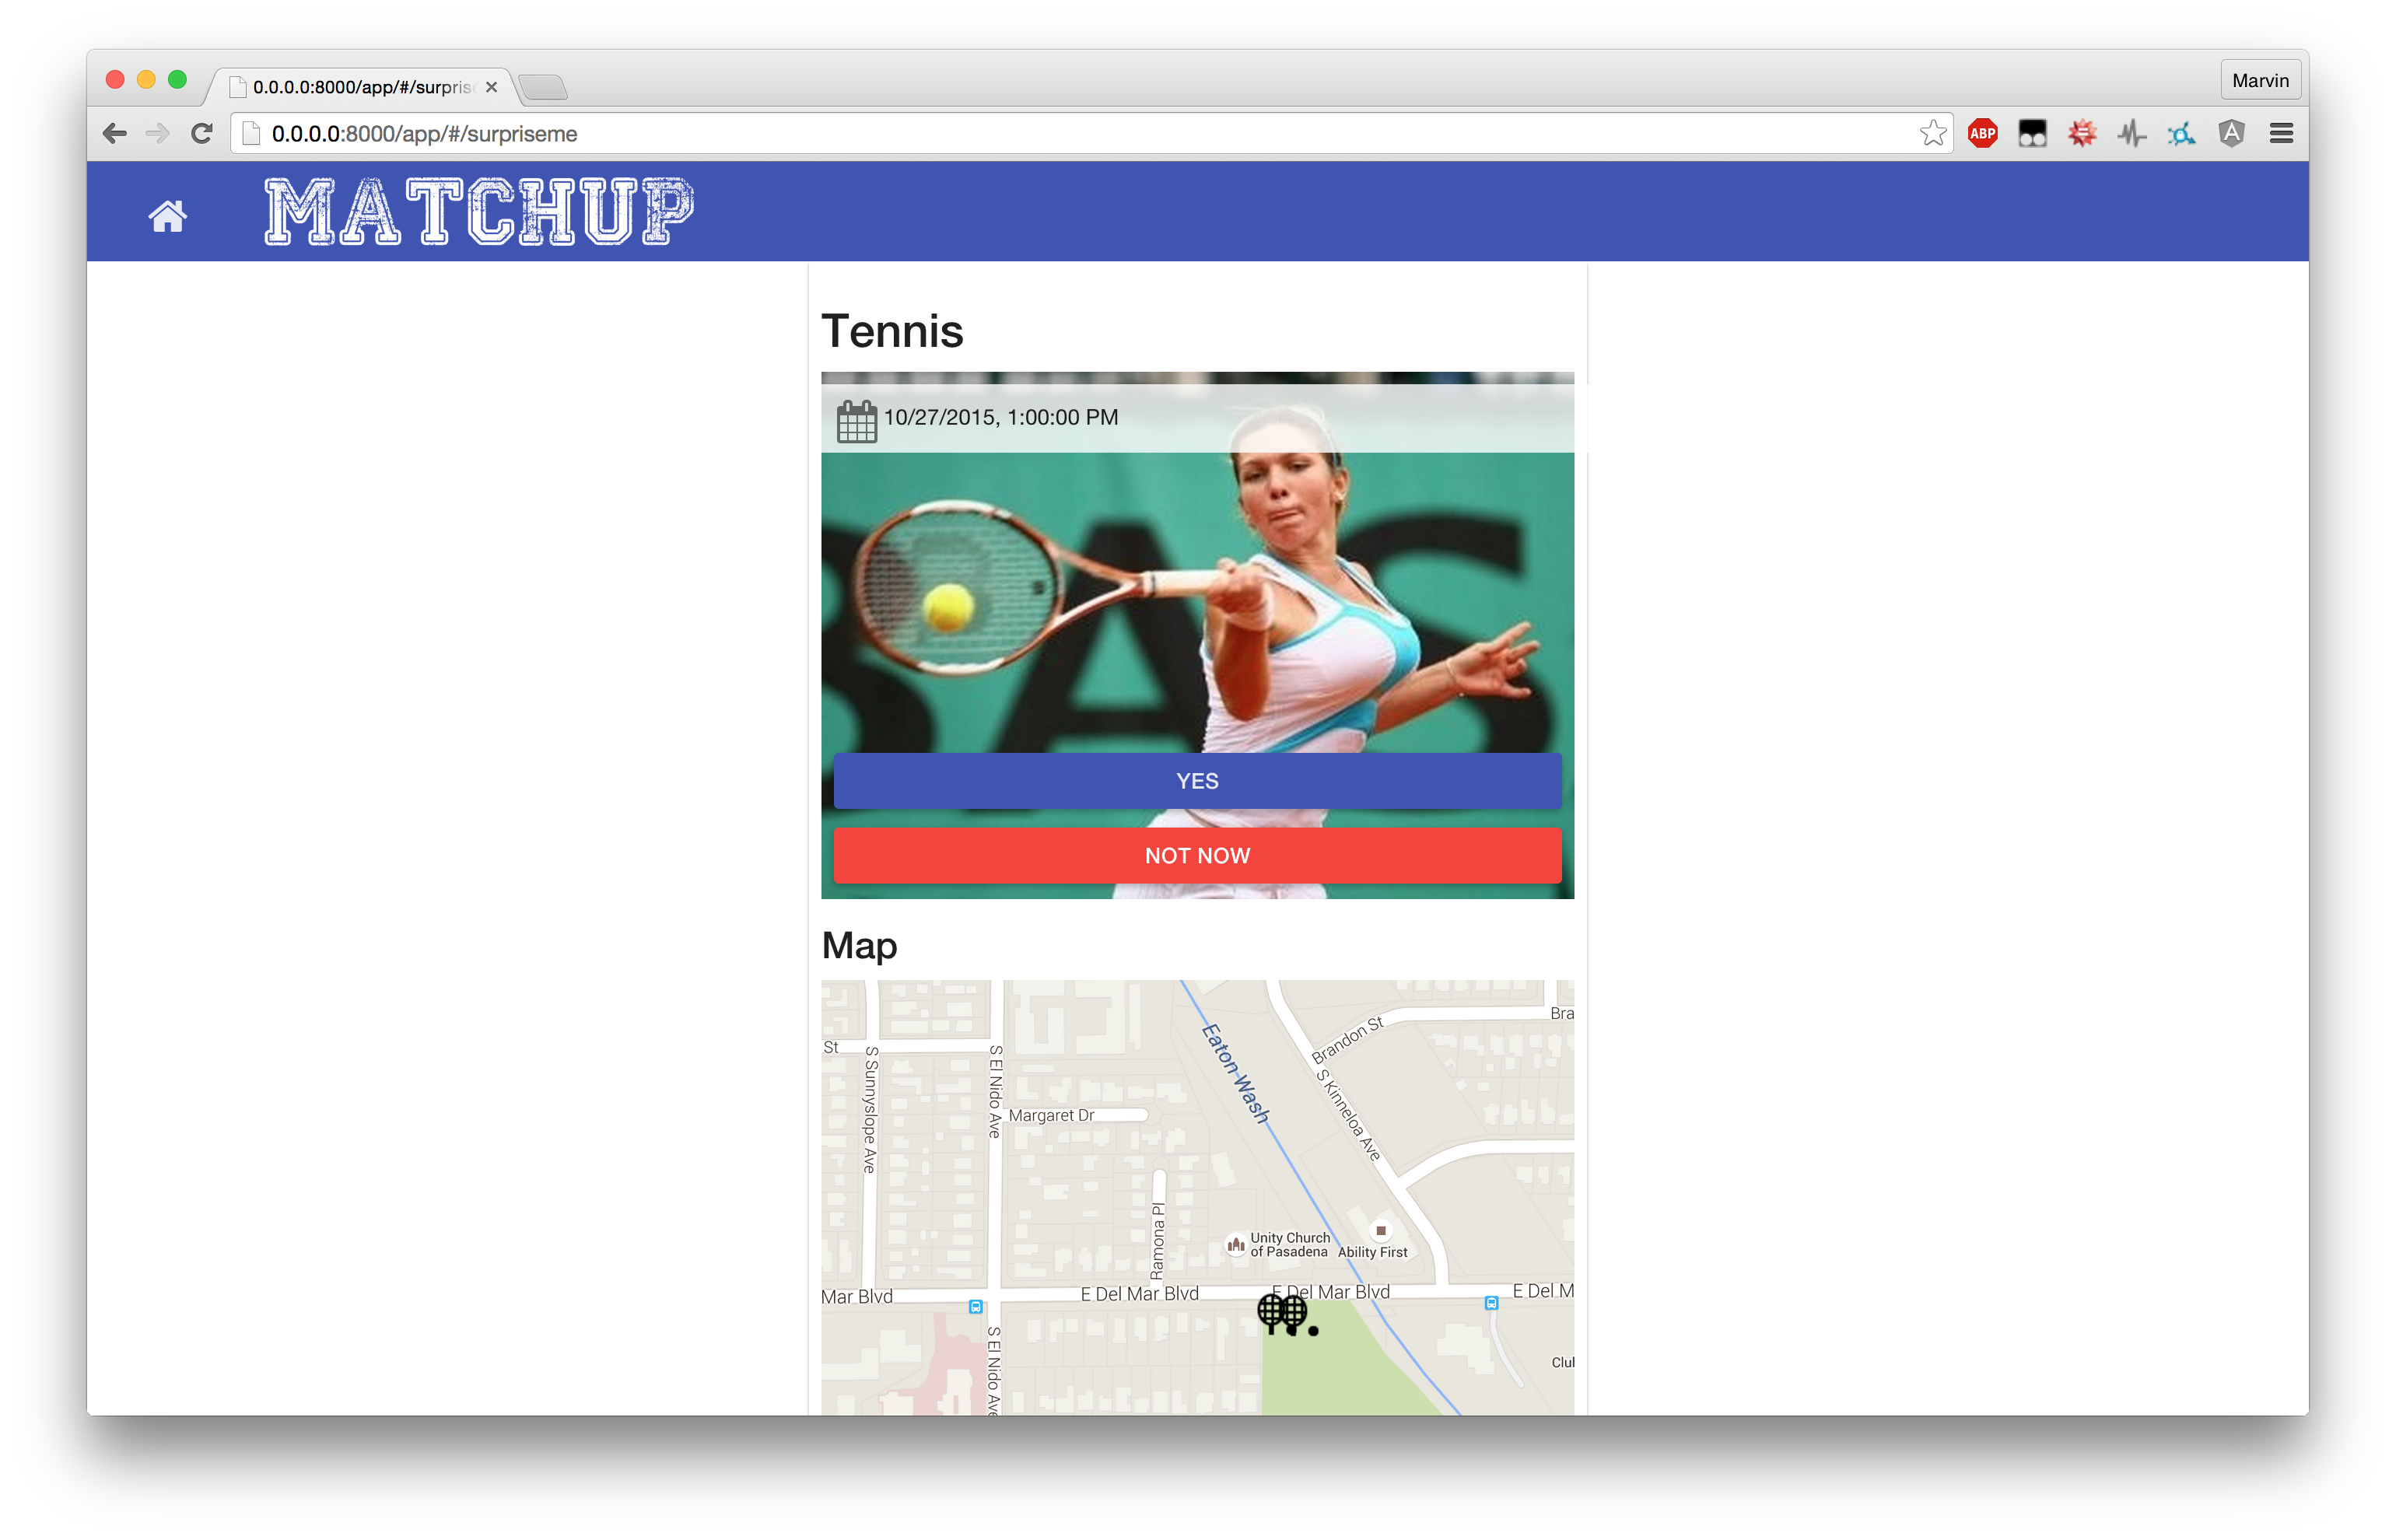 0.0.0.0:8000/app/#/surpris
Marvin
0.0.0.0:8000/app/#/surpriseme
ABP
A
MATCHUP
Tennis
10/27/2015, 1:00:00 PM
BAS
YES
NOT NOW
Map
St
S Sunnyslope Ave
S El Nido Ave
Margaret Dr
Eaton Wash
Brandon St
Bra
S Kinneloa Ave
Ramona Pl
Unity Church
of Pasadena
Ability First
Mar Blvd
E Del Mar Blvd
E Del Mar Blvd
E Del M
S El Nido Ave
Clu